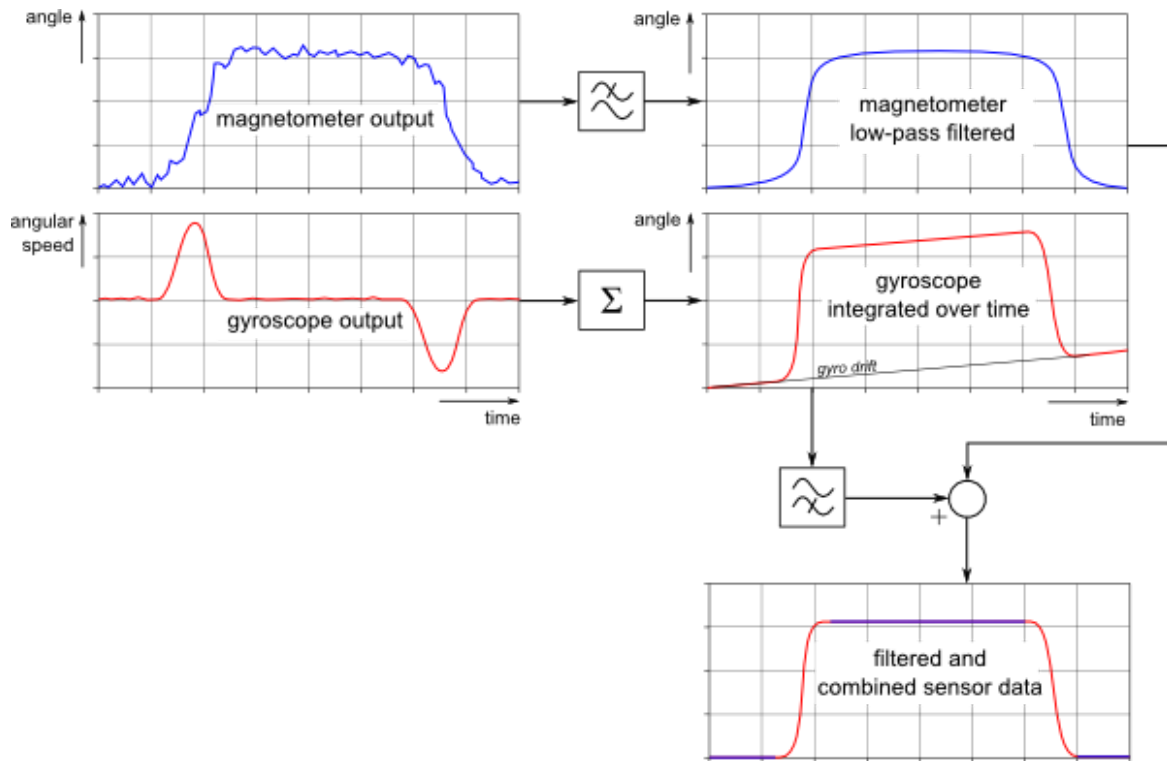 angle
magnetometer output
angle
magnetometer
low-pass filtered
angular
speed
gyroscope output
time
Σ
angle
gyroscope
integrated over time
gyro drift
time
+
filtered and
combined sensor data